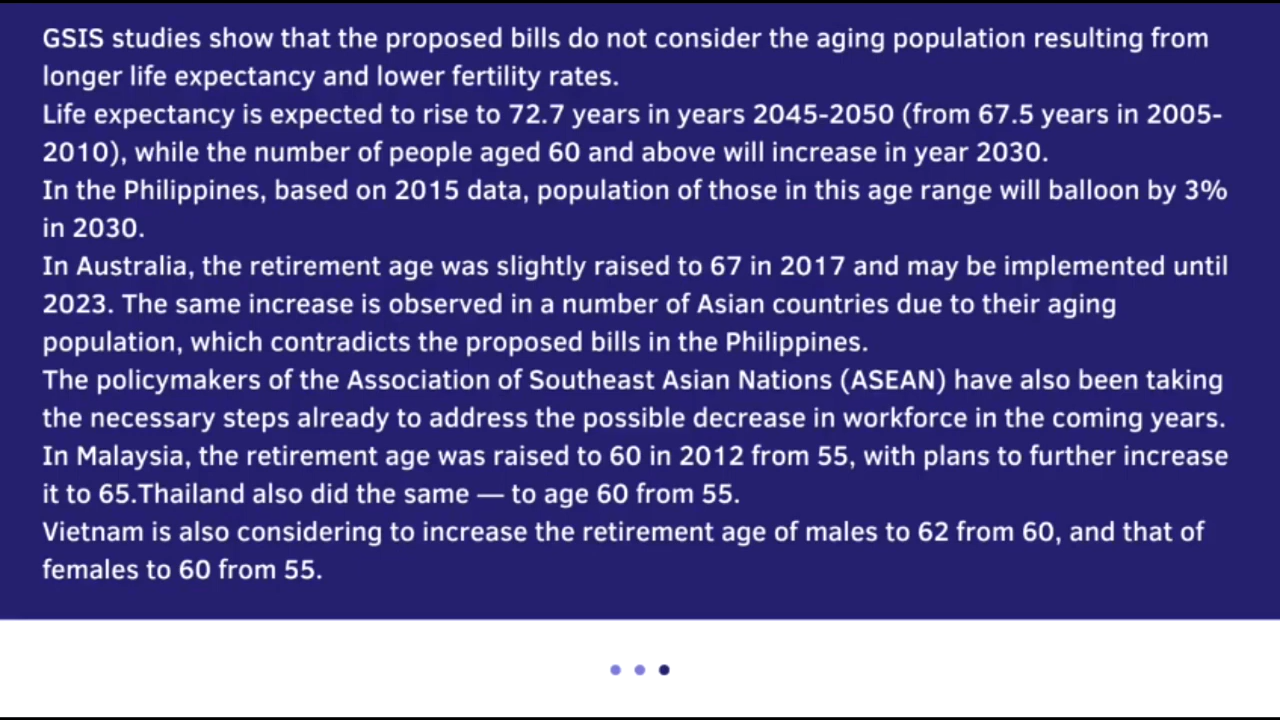 GSIS studies show that the proposed bills do not consider the aging population resulting from
longer life expectancy and lower fertility rates.
Life expectancy is expected to rise to 72.7 years in years 2045-2050 (from 67.5 years in 2005-
2010), while the number of people aged 60 and above will increase in year 2030.
In the Philippines, based on 2015 data, population of those in this age range will balloon by 3%
in 2030.
In Australia, the retirement age was slightly raised to 67 in 2017 and may be implemented until
2023. The same increase is observed in a number of Asian countries due to their aging
population, which contradicts the proposed bills in the Philippines.
The policymakers of the Association of Southeast Asian Nations (ASEAN) have also been taking
the necessary steps already to address the possible decrease in workforce in the coming years.
In Malaysia, the retirement age was raised to 60 in 2012 from 55, with plans to further increase
it to 65.Thailand also did the same — to age 60 from 55.
Vietnam is also considering to increase the retirement age of males to 62 from 60, and that of
females to 60 from 55.